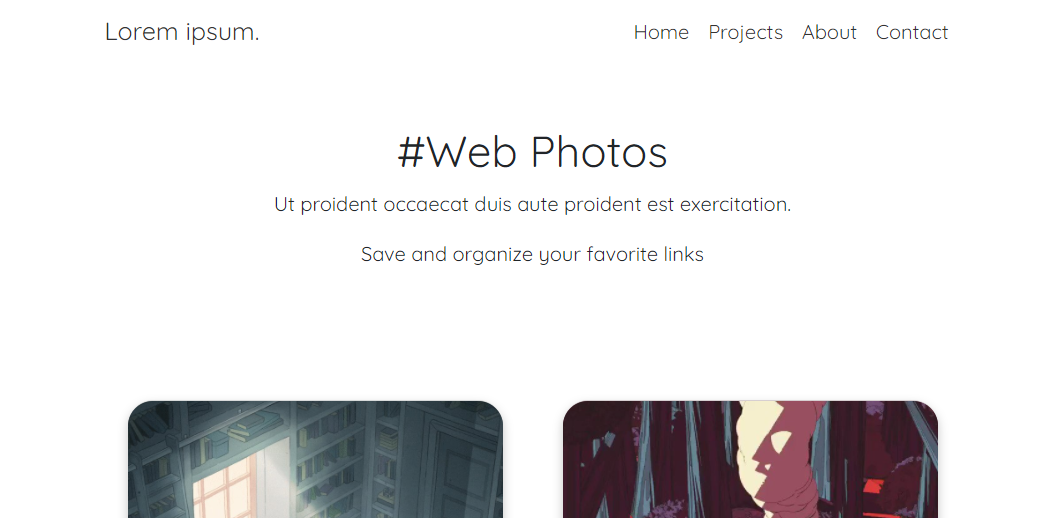 Lorem ipsum.
Home Projects About Contact
#Web Photos
Ut proident occaecat duis aute proident est exercitation.
Save and organize your favorite links